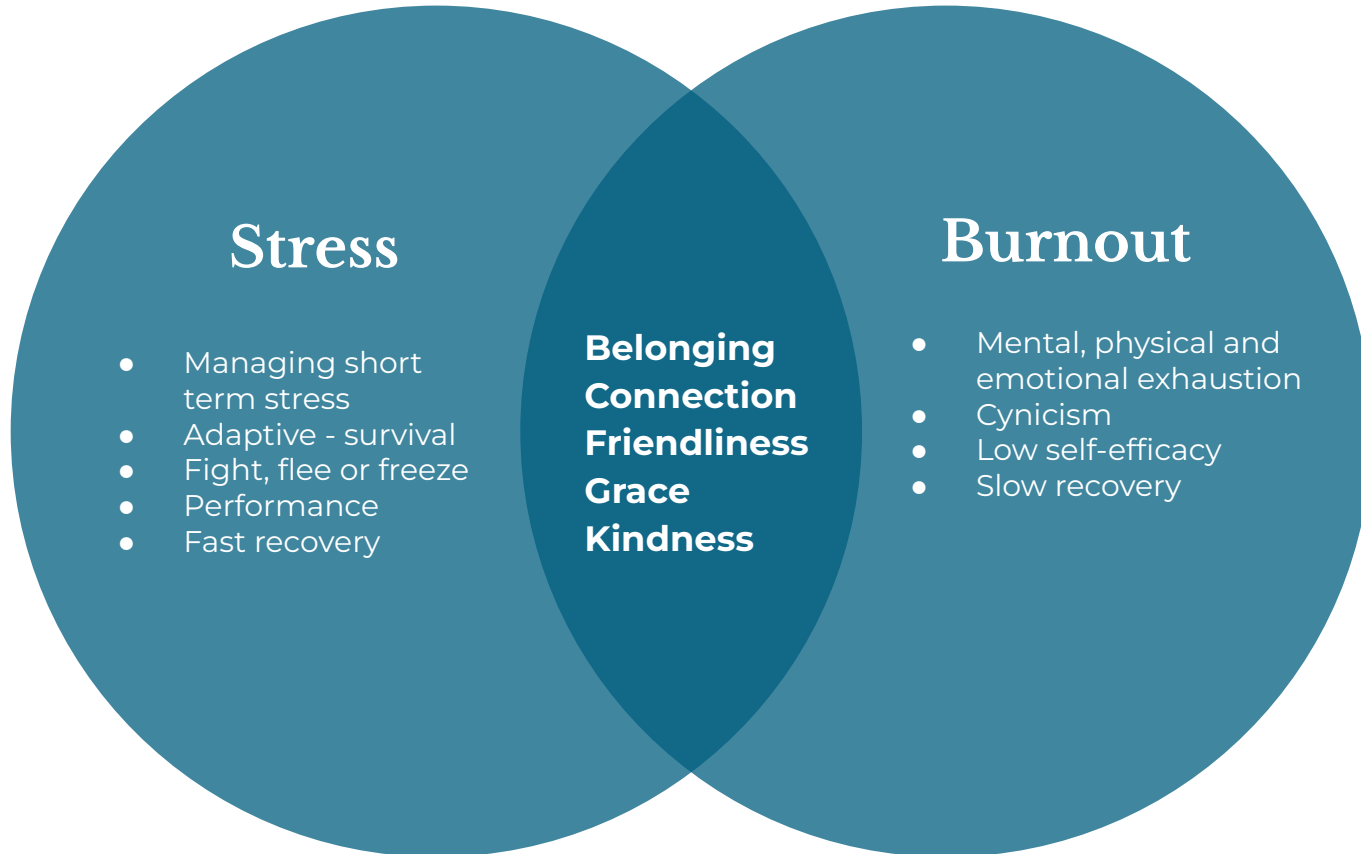 Stress
● Managing short
term stress
● Adaptive - survival
● Fight, flee or freeze
● Performance
● Fast recovery
Belonging
Connection
Friendliness
Grace
Kindness
Burnout
● Mental, physical and
emotional exhaustion
● Cynicism
● Low self-efficacy
● Slow recovery